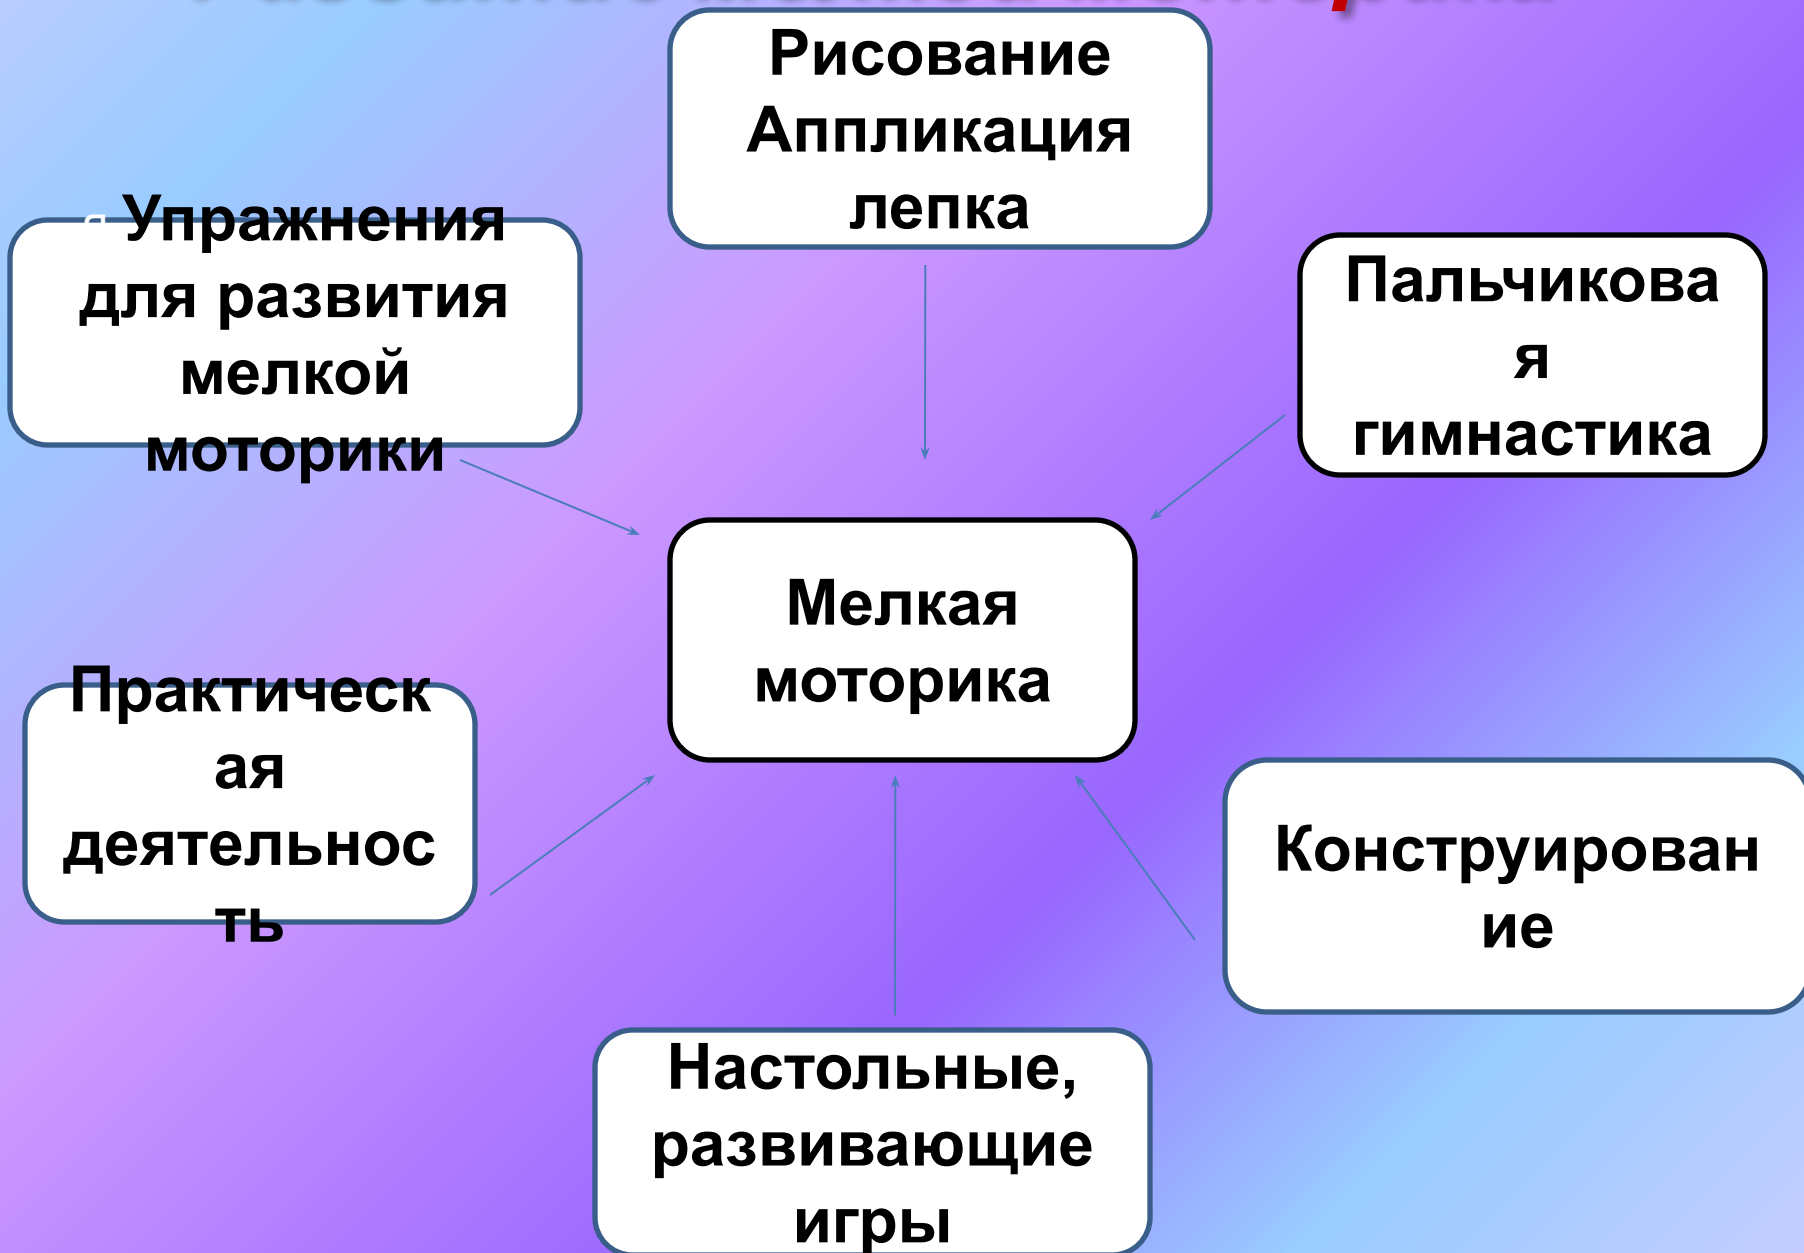 Рисование
Аппликация
лепка
я Упражнения
для развития
мелкой
моторики
Пальчикова
я
гимнастика
Мелкая
моторика
Практическ
ая
деятельнос
ть
Конструирован
ие
Настольные,
развивающие
игры